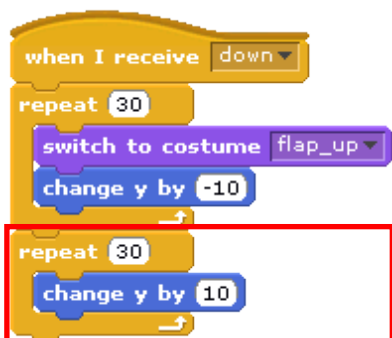 when I receive down
repeat 30
switch to costume flap_up
change y by -10
repeat 30
change y by 10